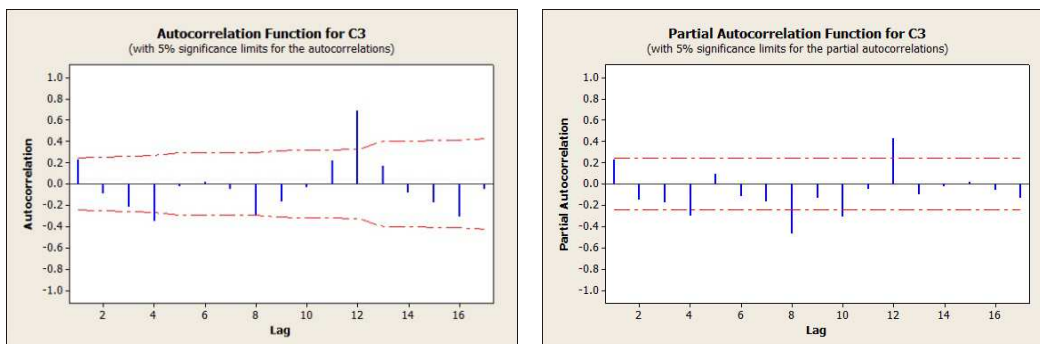 Autocorrelation Function for C3
(with 5% significance limits for the autocorrelations)
Autocorrelation
1.0
0.8
0.6
0.4
0.2
0.0
-0.2
-0.4
-0.6
-0.8
-1.0
2 4 6 8 10 12 14 16
Lag
Partial Autocorrelation Function for C3
(with 5% significance limits for the partial autocorrelations)
Partial Autocorrelation
1.0
0.8
0.6
0.4
0.2
0.0
-0.2
-0.4
-0.6
-0.8
-1.0
2 4 6 8 10 12 14 16
Lag